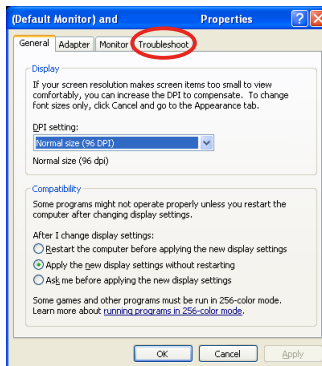 (Default Monitor) and Properties
General Adapter Monitor Troubleshoot
Display
If your screen resolution makes screen items too small to view
comfortably, you can increase the DPI to compensate. To change
font sizes only, click Cancel and go to the Appearance tab.
DPI setting:
Normal size (96 DPI)
Normal size (96 dpi)
Compatibility
Some programs might not operate properly unless you restart the
computer after changing display settings.
After I change display settings:
Restart the computer before applying the new display settings
Apply the new display settings without restarting
Ask me before applying the new display settings
Some games and other programs must be run in 256-color mode.
Learn more about running programs in 256-color mode.
OK Cancel Apply